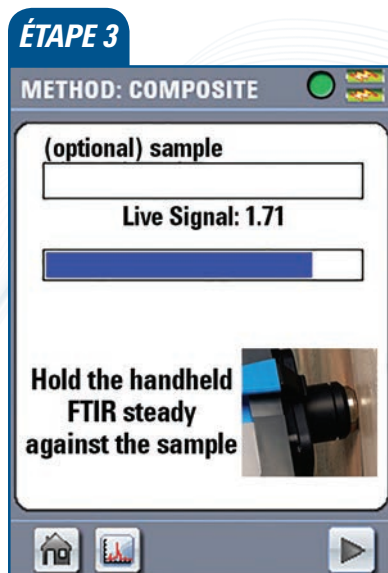 ÉTAPE 3
METHOD: COMPOSITE
(optional) sample
Live Signal: 1.71
Hold the handheld
FTIR steady
against the sample